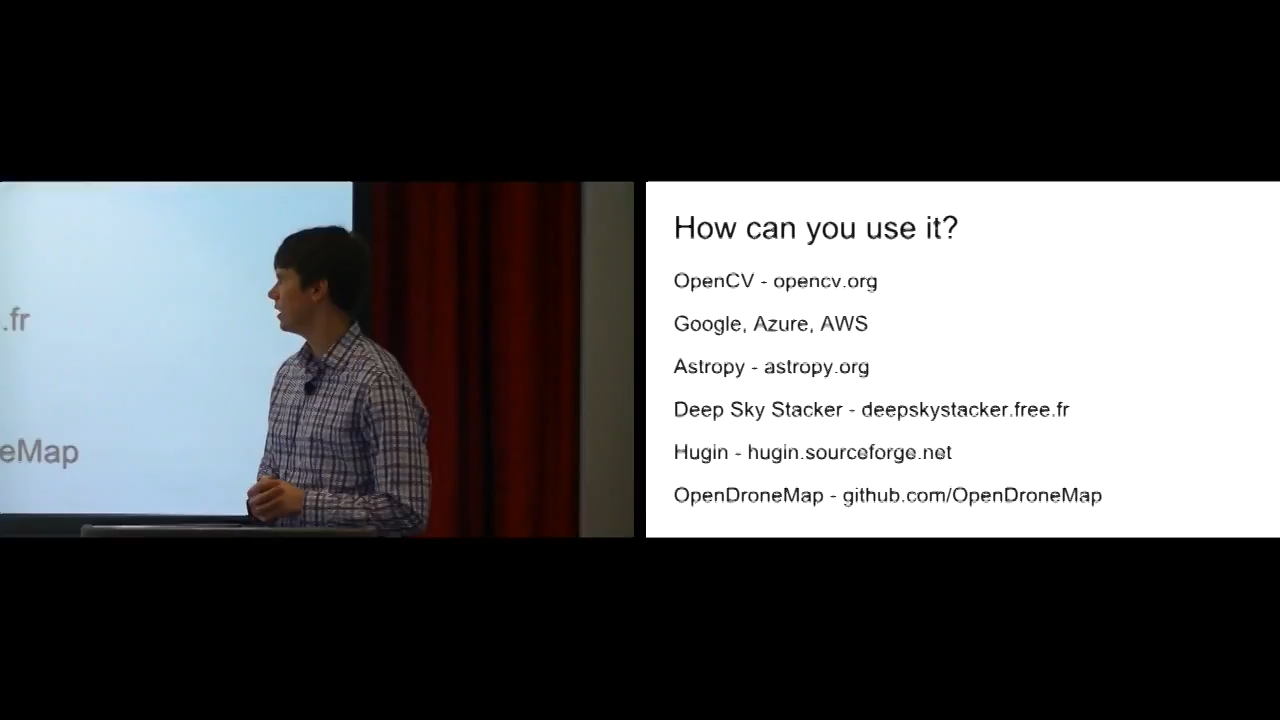 .fr
eMap
How can you use it?
OpenCV - opencv.org
Google, Azure, AWS
Astropy - astropy.org
Deep Sky Stacker - deepskystacker.free.fr
Hugin - hugin.sourceforge.net
OpenDroneMap - github.com/OpenDroneMap